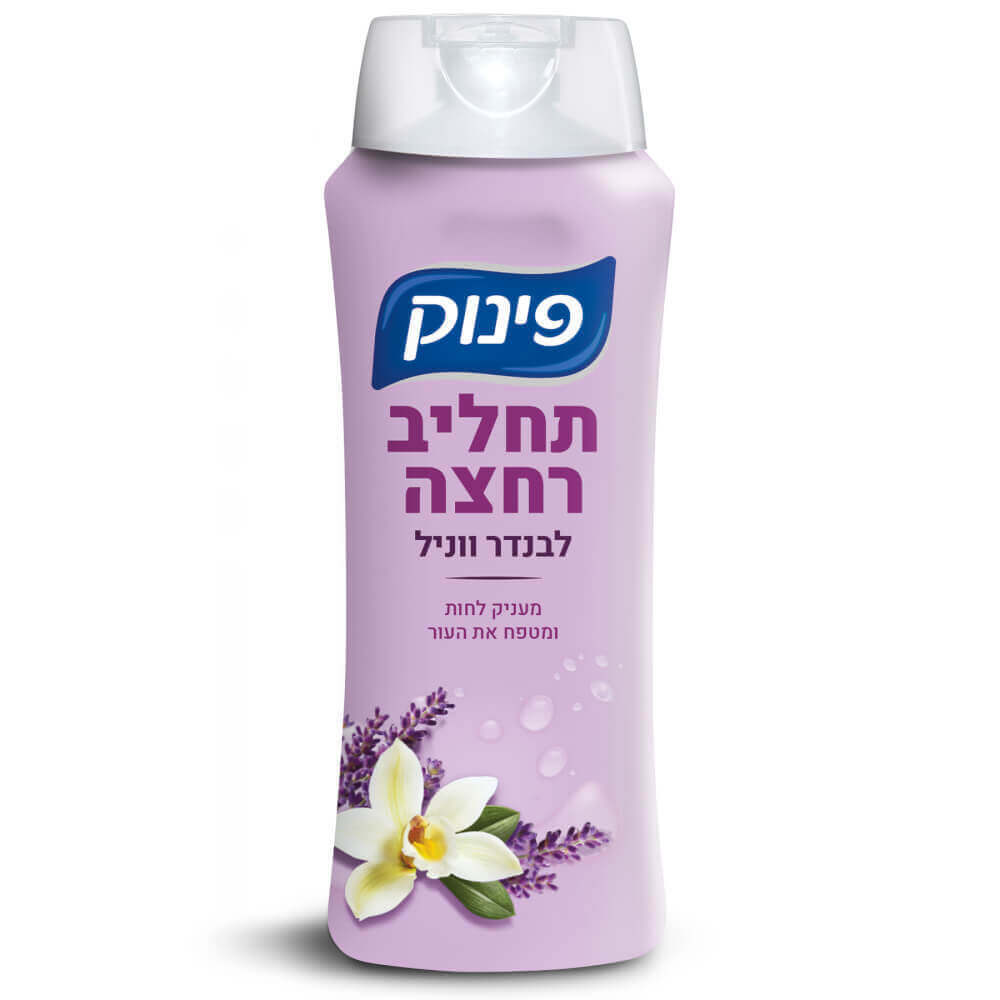 פינוק
תחליב
רחצה
לבנדר ווניל
מעניק לחות
ומטפח את העור